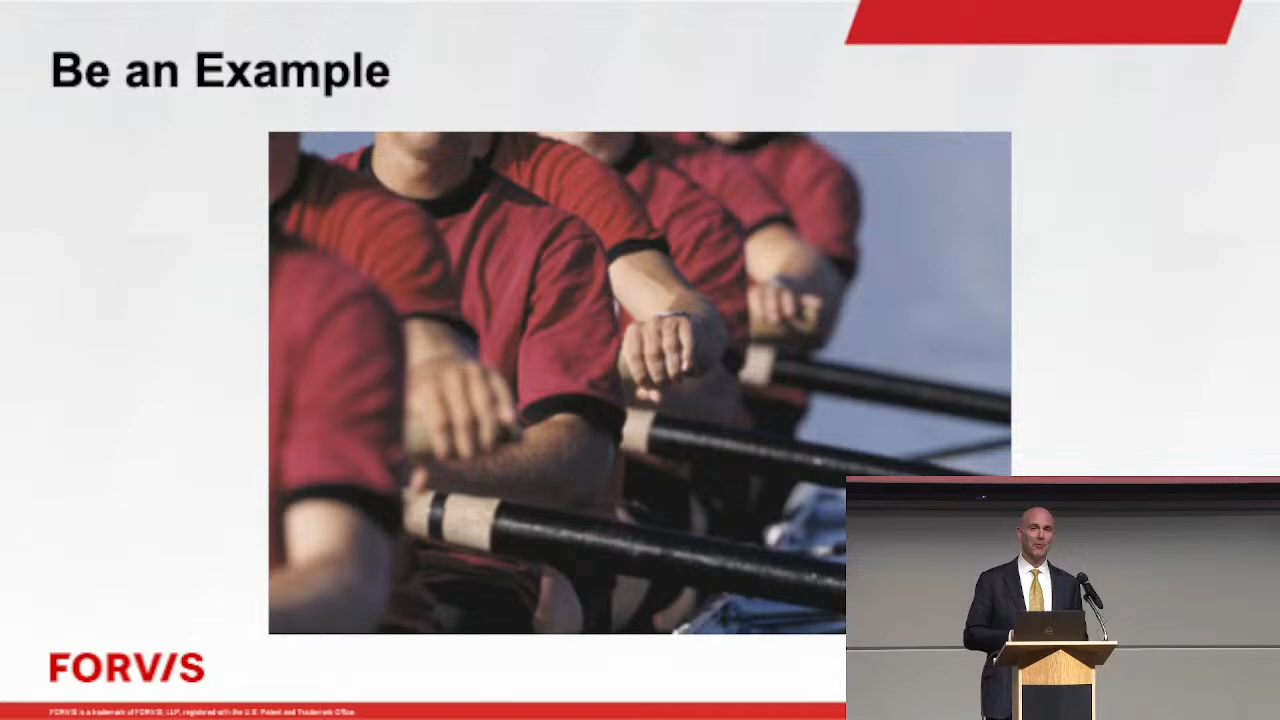 Be an Example
FORV/S
FORVIS is a trademark of FORVIS, LLP, registered with the U.S. Patent and Trademark Office.